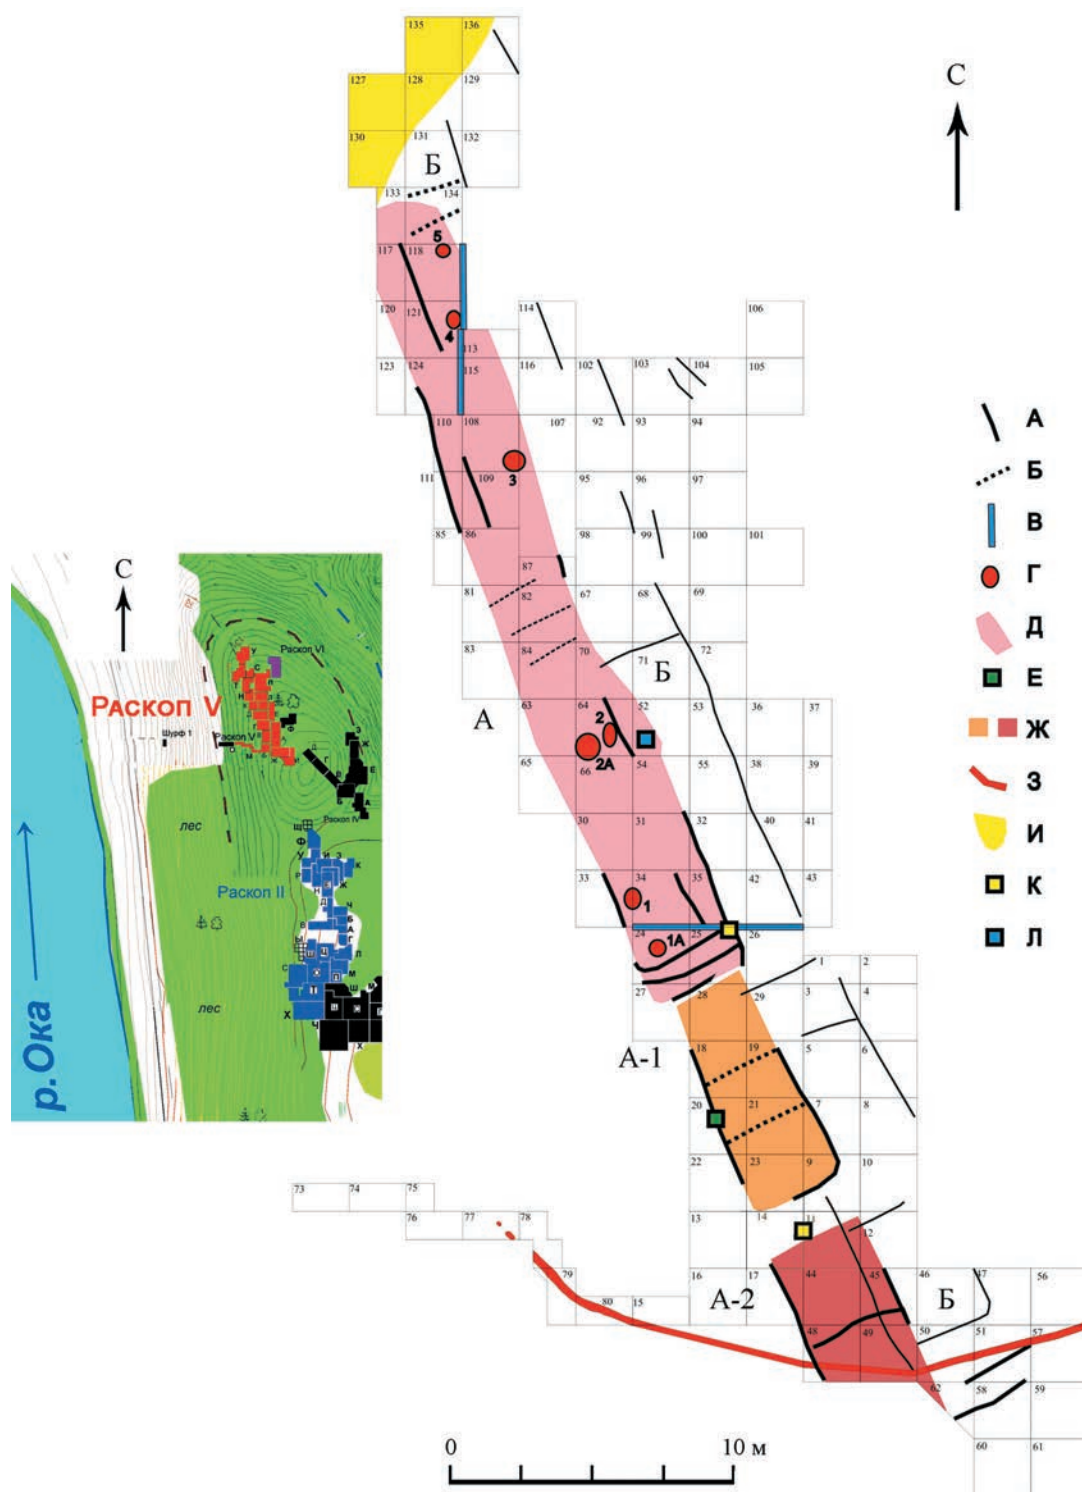 135 136
С
127 128 129
130 131 132
Б
133 134
5
117 118
114 106
120 121
4
113
123 124 115 116 102 103 104 105
А
110 108 107 92 93 94
Б
111 109 3 95 96 97
В
85 86 98 99 100 101
С
87
Г
81 82 67 68 69
Д
83 84 70 71 72
Раскоп VI
Б
Е
РАСКОП V
А
63 64 52 53 36 37
Ж
Шурф 1
Раскоп V
2
2А
65 66 54 55 38 39
З
лес
Раскоп IV
30 31 32 40 41
И
Раскоп II
33 34 35 42 43
К
1
24 25 26
1А
Л
27 28 29 1 2
3 4
лес
А-1
18 19 5 6
р. Ока
20 21 7 8
22 23 9 10
73 74 75
76 77 78 13 14 11 12
79 16 17 44 45 46 47 56
80 15
А-2
Б
48 49 50 51 57
62 58 59
60 61
0 10 м